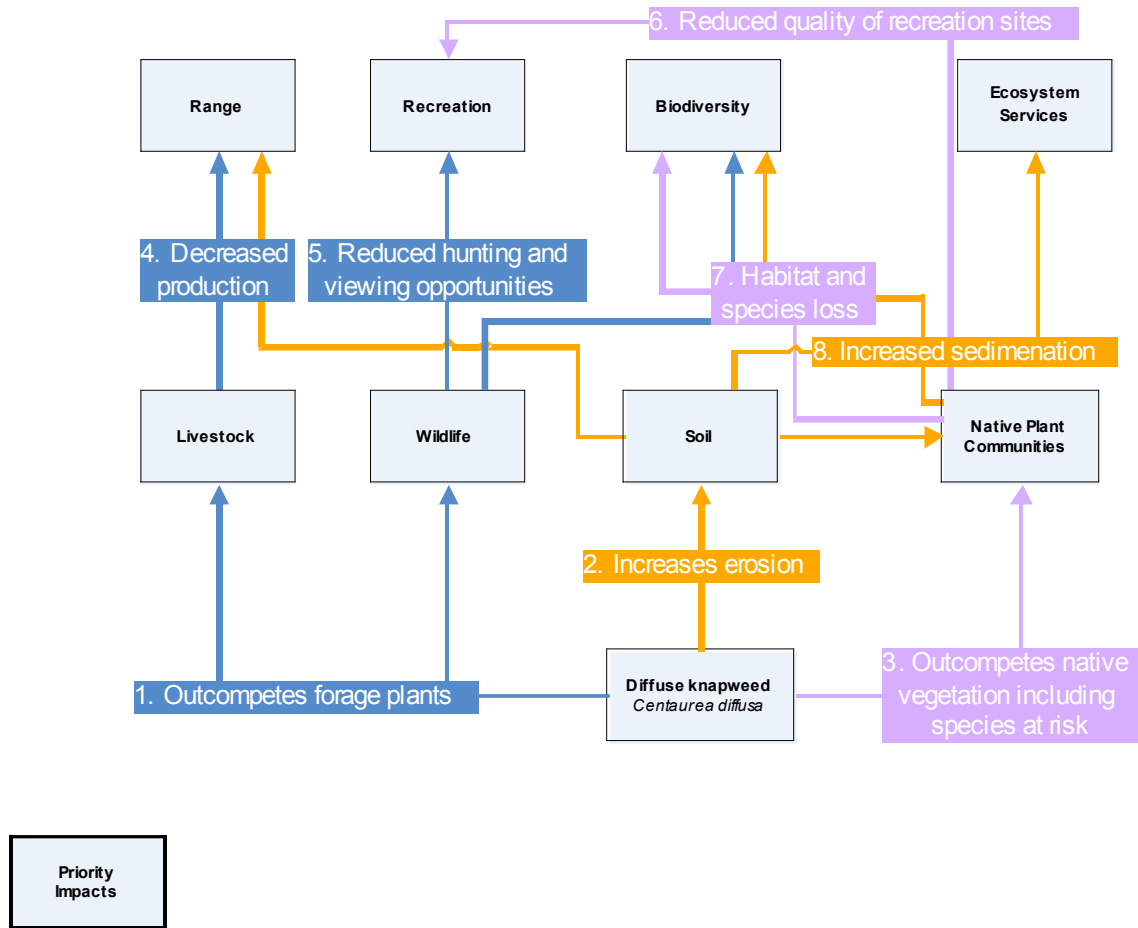 6. Reduced quality of recreation sites
Range
Recreation
Biodiversity
Ecosystem
Services
4. Decreased
production
5. Reduced hunting and
viewing opportunities
7. Habitat and
species loss
8. Increased sedimenation
Livestock
Wildlife
Soil
Native Plant
Communities
2. Increases erosion
1. Outcompetes forage plants
Diffuse knapweed
Centaurea diffusa
3. Outcompetes native
vegetation including
species at risk
Priority
Impacts